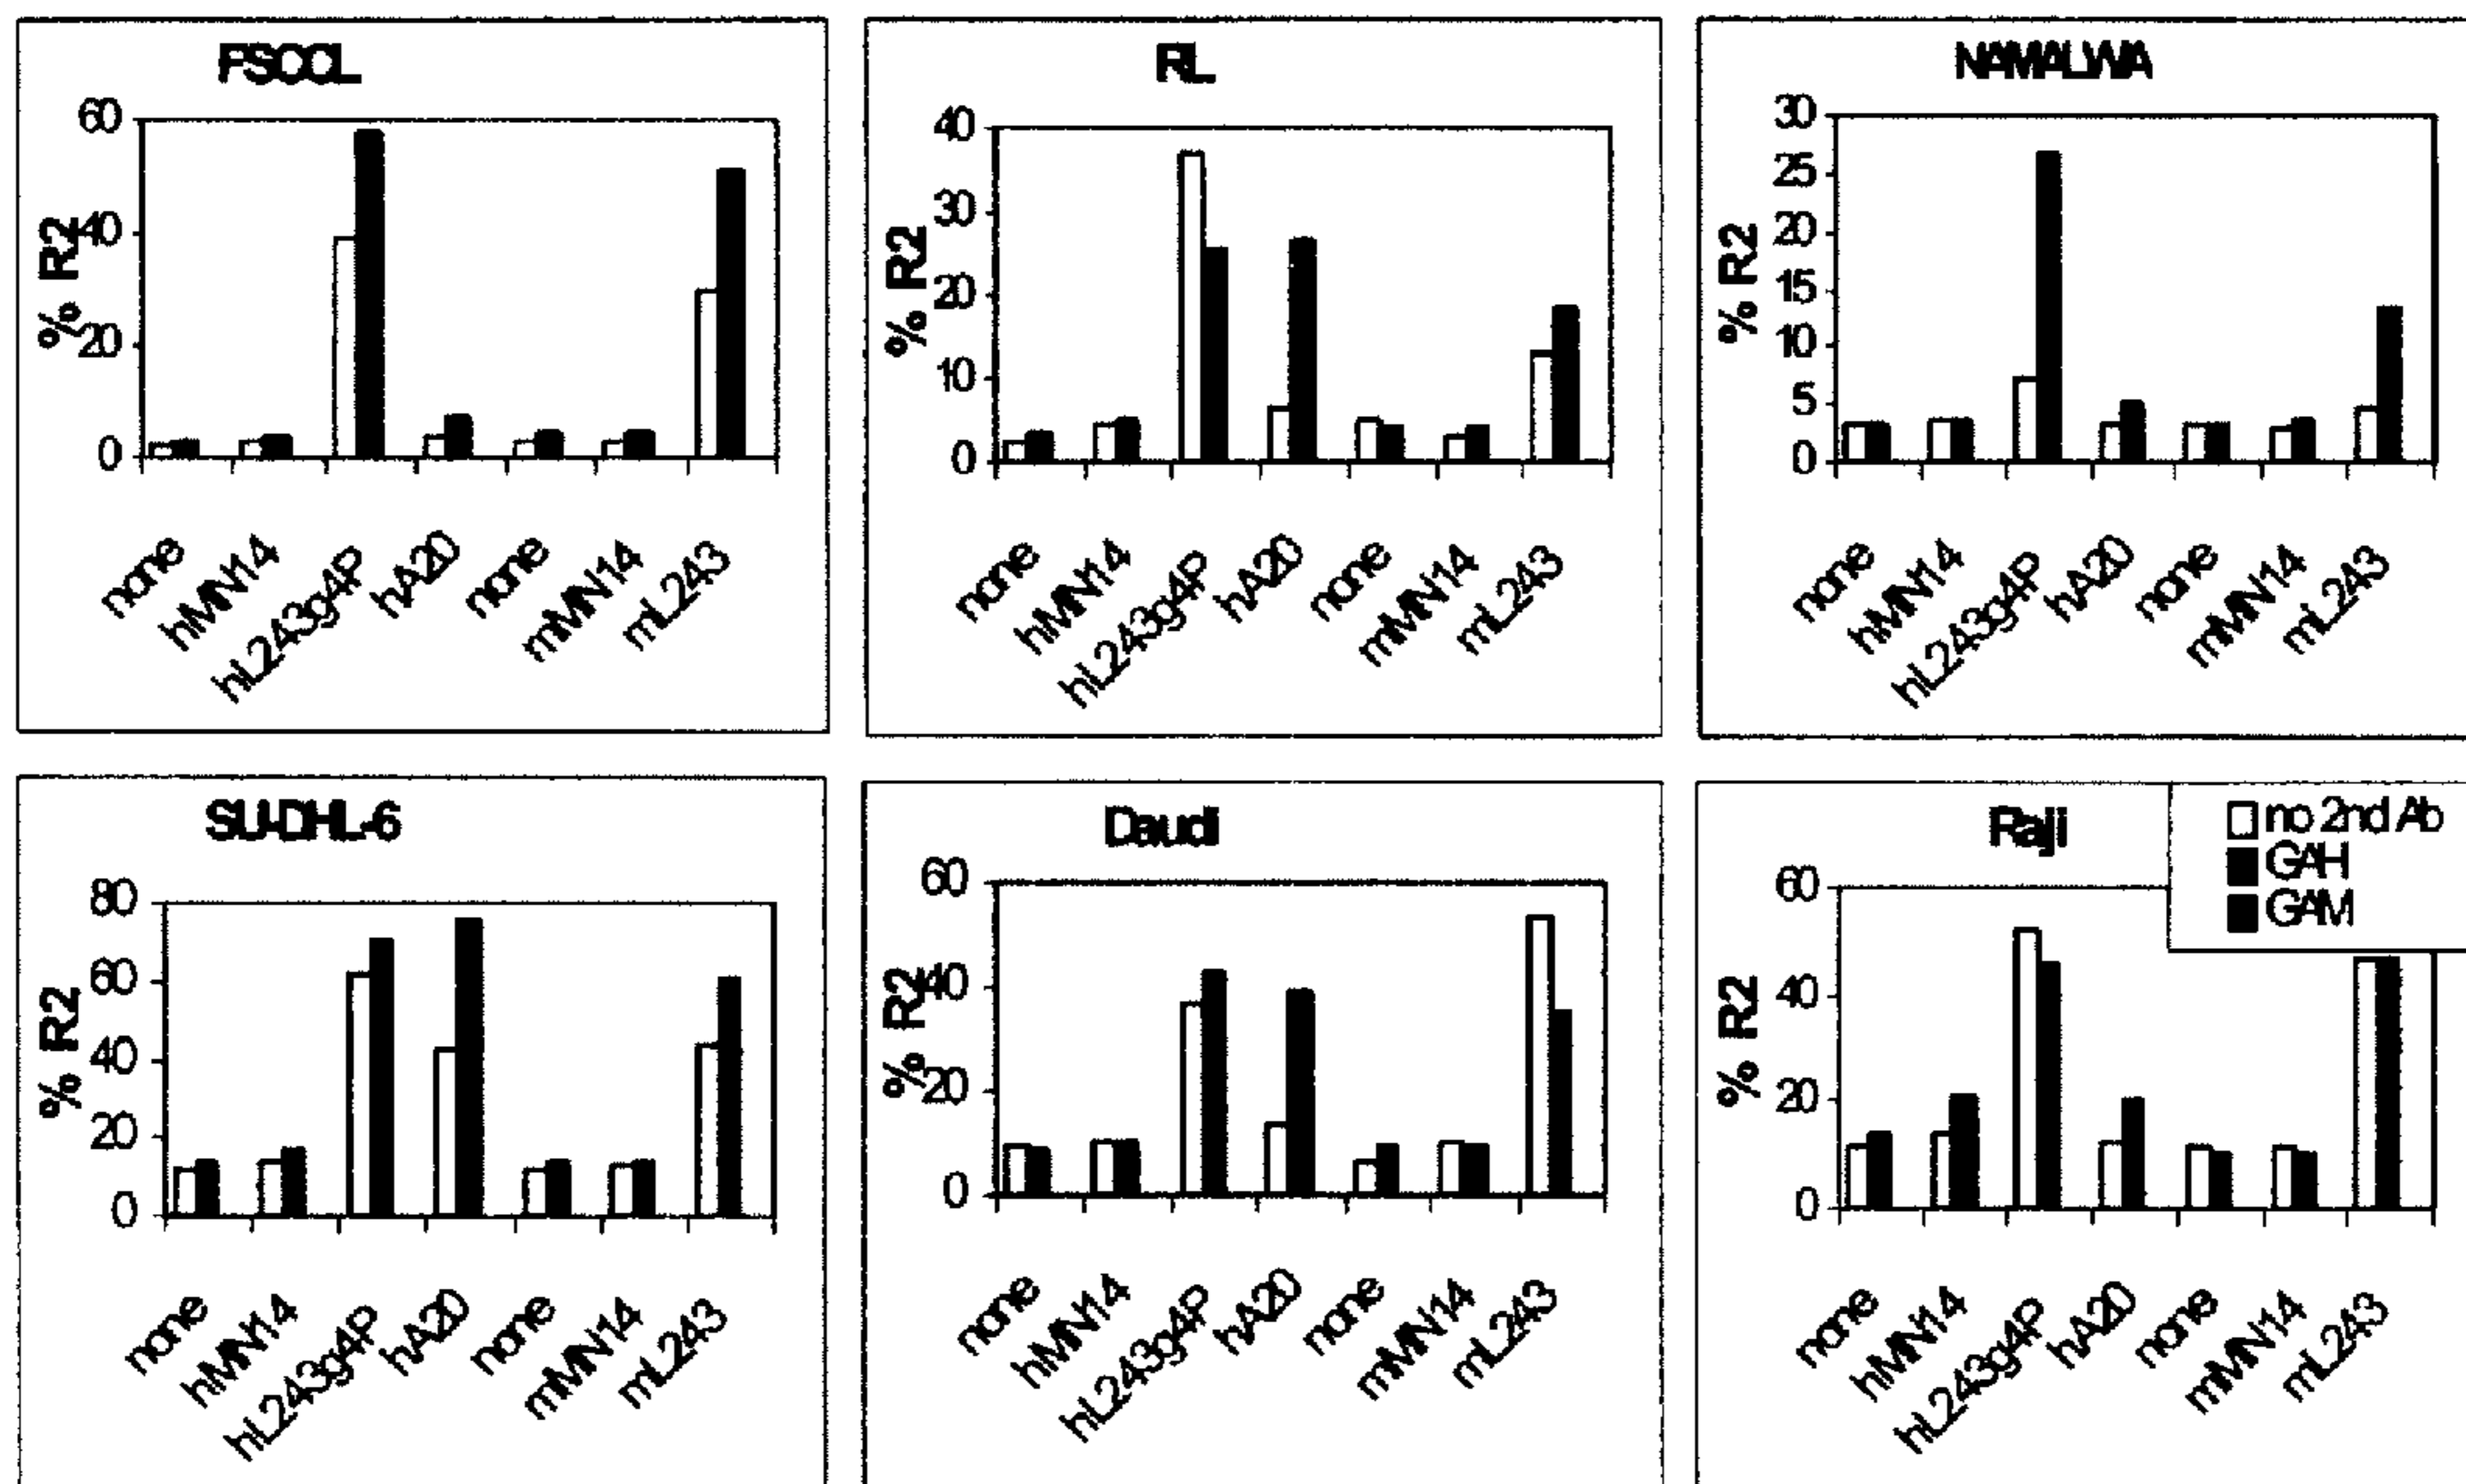 FSCCL
% R2
60
40
20
0
none
hMN14
hL243g4P
hA20
none
mMN14
mL243
RL
% R2
40
30
20
10
0
none
hMN14
hL243g4P
hA20
none
mMN14
mL243
NAMALWA
% R2
30
25
20
15
10
5
0
none
hMN14
hL243g4P
hA20
none
mMN14
mL243
SU-DHL-6
% R2
80
60
40
20
0
none
hMN14
hL243g4P
hA20
none
mMN14
mL243
Daudi
% R2
60
40
20
0
none
hMN14
hL243g4P
hA20
none
mMN14
mL243
Raji
no 2nd Ab
GAH
GAM
% R2
60
40
20
0
none
hMN14
hL243g4P
hA20
none
mMN14
mL243